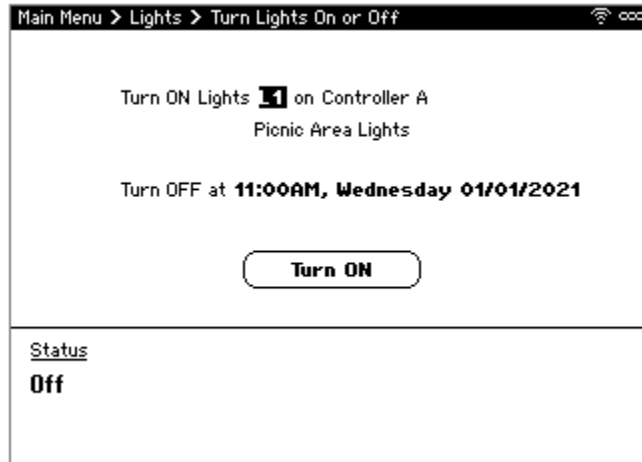 Main Menu > Lights > Turn Lights On or Off
Turn ON Lights L1 on Controller A
Picnic Area Lights
Turn OFF at 11:00AM, Wednesday 01/01/2021
Turn ON
Status
Off